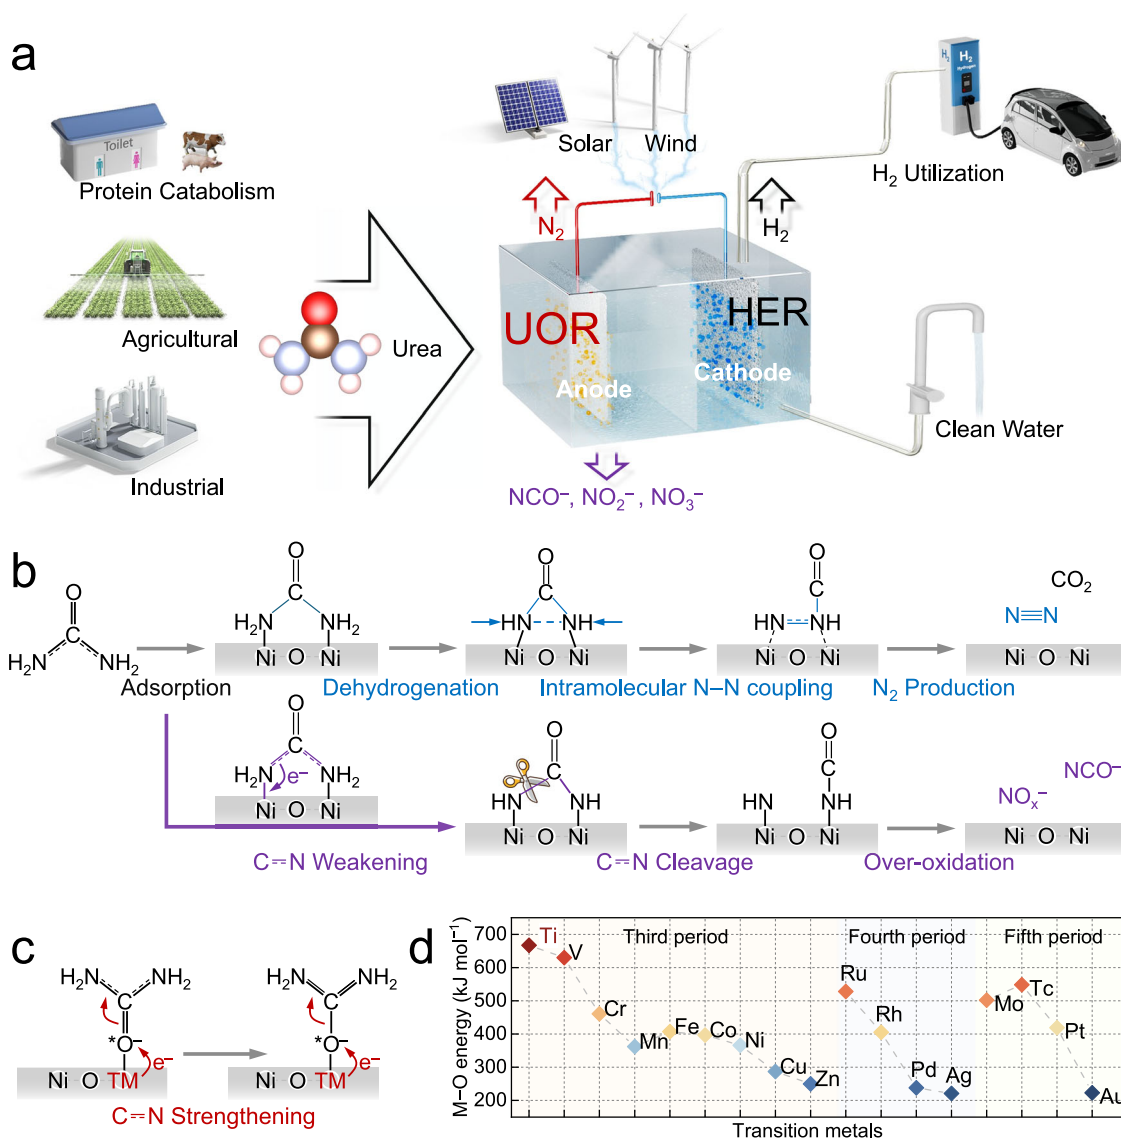 a
Toilet
Protein Catabolism
Agricultural
Industrial
Urea
Solar
Wind
N₂
H₂
H₂
H₂
Hydrogen
H₂ Utilization
UOR
HER
Anode
Cathode
Clean Water
NCO⁻, NO₂⁻, NO₃⁻
b
O
C
H₂N
NH₂
Adsorption
O
C
H₂N
NH₂
Ni O Ni
Dehydrogenation
O
C
HN
NH
Ni O Ni
Intramolecular N–N coupling
O
C
HN
NH
Ni O Ni
N₂ Production
CO₂
N≡N
Ni O Ni
O
C
H₂N
e⁻
NH₂
Ni O Ni
C=N Weakening
O
C
HN
NH
Ni O Ni
C=N Cleavage
O
C
HN
NH
Ni O Ni
Over-oxidation
NCO⁻
NOₓ⁻
Ni O Ni
c
H₂N
NH₂
C
*O⁻
e⁻
Ni O TM
H₂N
NH₂
C
*O⁻
e⁻
Ni O TM
C=N Strengthening
d
M–O energy (kJ mol⁻¹)
700
600
500
400
300
200
Third period
Fourth period
Fifth period
Ti
V
Cr
Mn
Fe
Co
Ni
Cu
Zn
Ru
Rh
Pd
Ag
Mo
Tc
Pt
Au
Transition metals